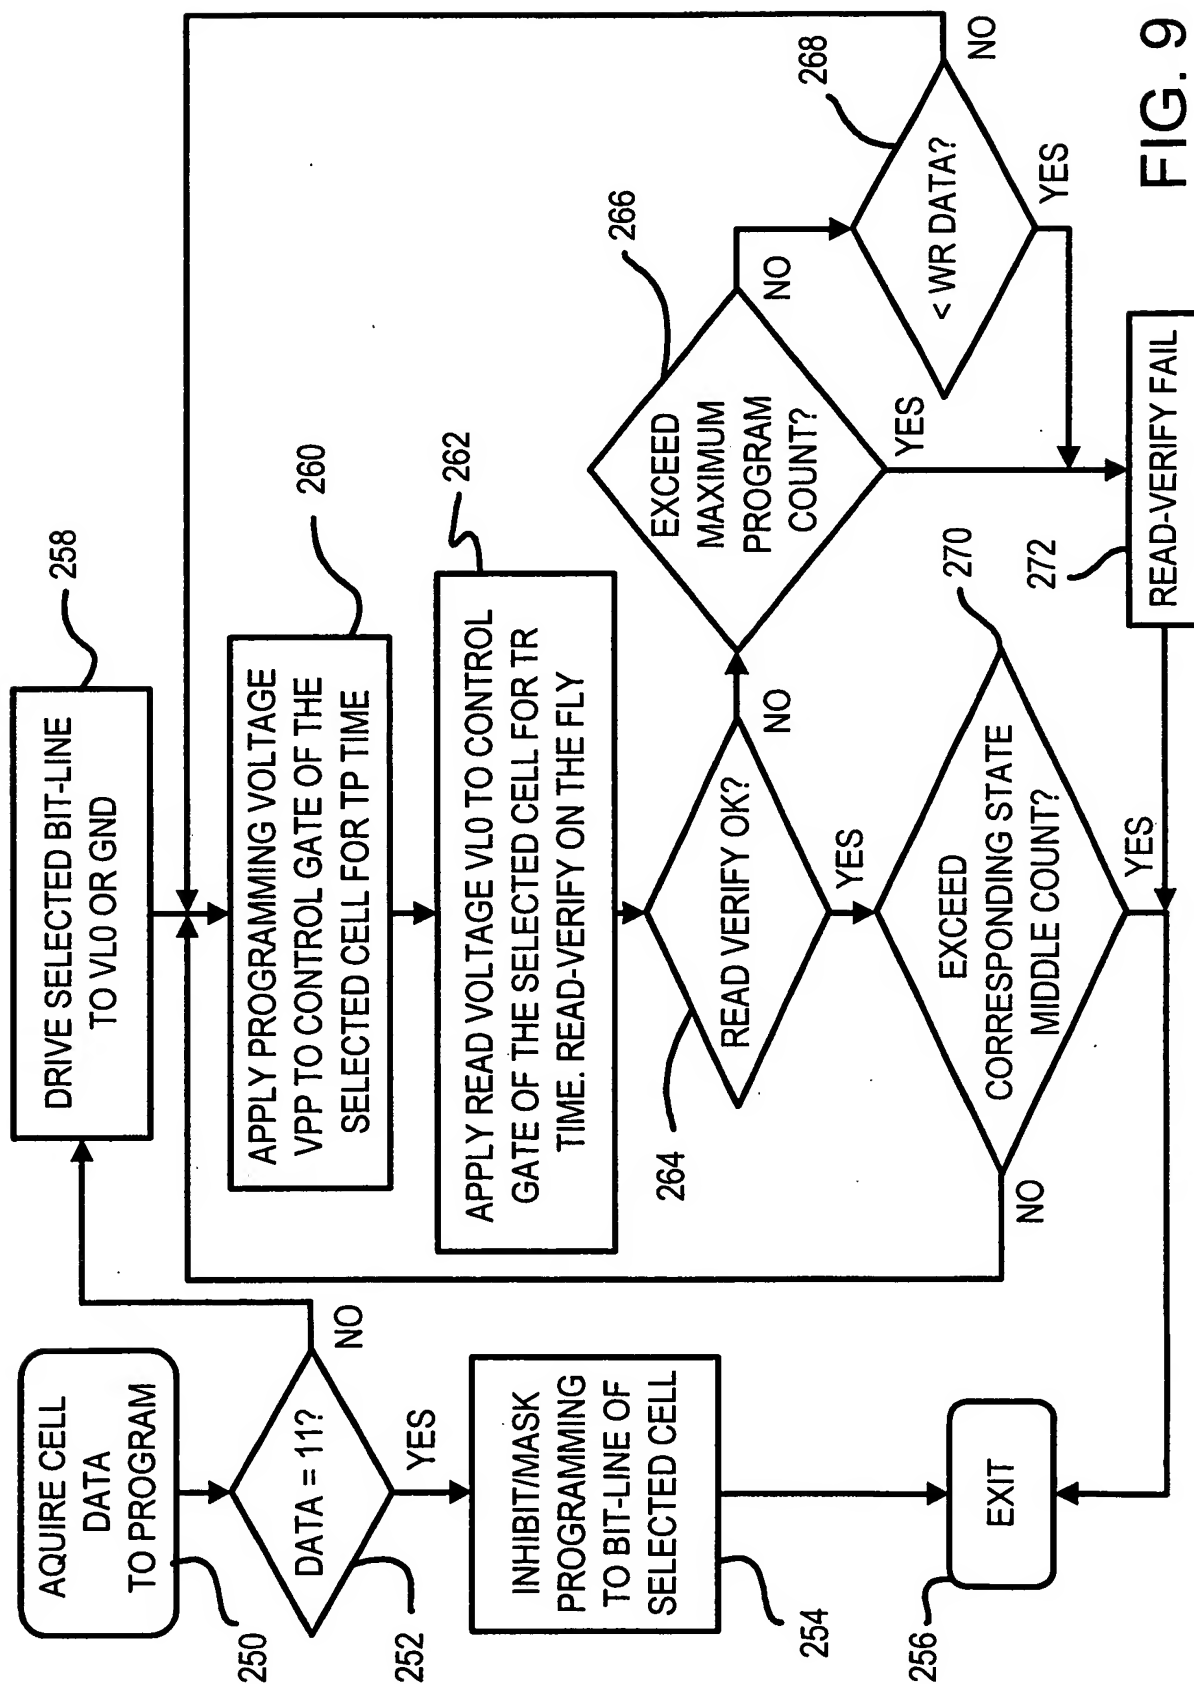 AQUIRE CELL
DATA
TO PROGRAM
250
DATA = 11?
252
NO
YES
INHIBIT/MASK
PROGRAMMING
TO BIT-LINE OF
SELECTED CELL
254
EXIT
256
DRIVE SELECTED BIT-LINE
TO VL0 OR GND
258
APPLY PROGRAMMING VOLTAGE
VPP TO CONTROL GATE OF THE
SELECTED CELL FOR TP TIME
260
APPLY READ VOLTAGE VL0 TO CONTROL
GATE OF THE SELECTED CELL FOR TR
TIME. READ-VERIFY ON THE FLY
262
READ VERIFY OK?
264
NO
YES
EXCEED
CORRESPONDING STATE
MIDDLE COUNT?
270
NO
YES
EXCEED
MAXIMUM
PROGRAM
COUNT?
266
NO
YES
< WR DATA?
268
NO
YES
READ-VERIFY FAIL
272
FIG. 9